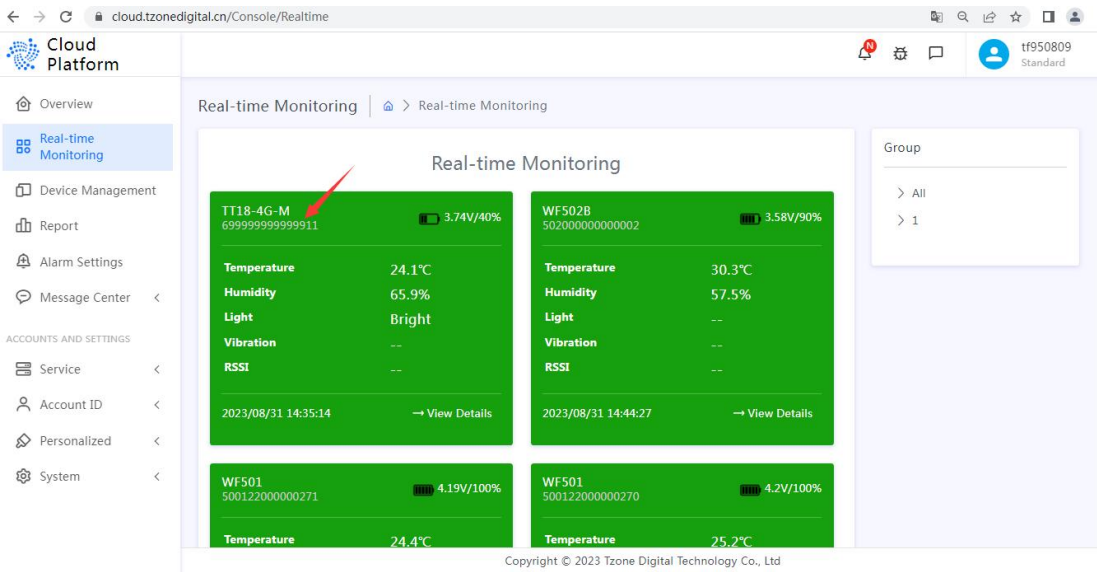 cloud.tzonedigital.cn/Console/Realtime
Cloud
Platform
N
tf950809
Standard
Overview
Real-time
Monitoring
Device Management
Report
Alarm Settings
Message Center
ACCOUNTS AND SETTINGS
Service
Account ID
Personalized
System
Real-time Monitoring
Real-time Monitoring
Real-time Monitoring
TT18-4G-M
699999999999911
3.74V/40%
Temperature 24.1℃
Humidity 65.9%
Light Bright
Vibration --
RSSI --
2023/08/31 14:35:14 → View Details
WF502B
502000000000002
3.58V/90%
Temperature 30.3℃
Humidity 57.5%
Light --
Vibration --
RSSI --
2023/08/31 14:44:27 → View Details
WF501
500122000000271
4.19V/100%
Temperature 24.4℃
WF501
500122000000270
4.2V/100%
Temperature 25.2℃
Group
All
1
Copyright © 2023 Tzone Digital Technology Co., Ltd